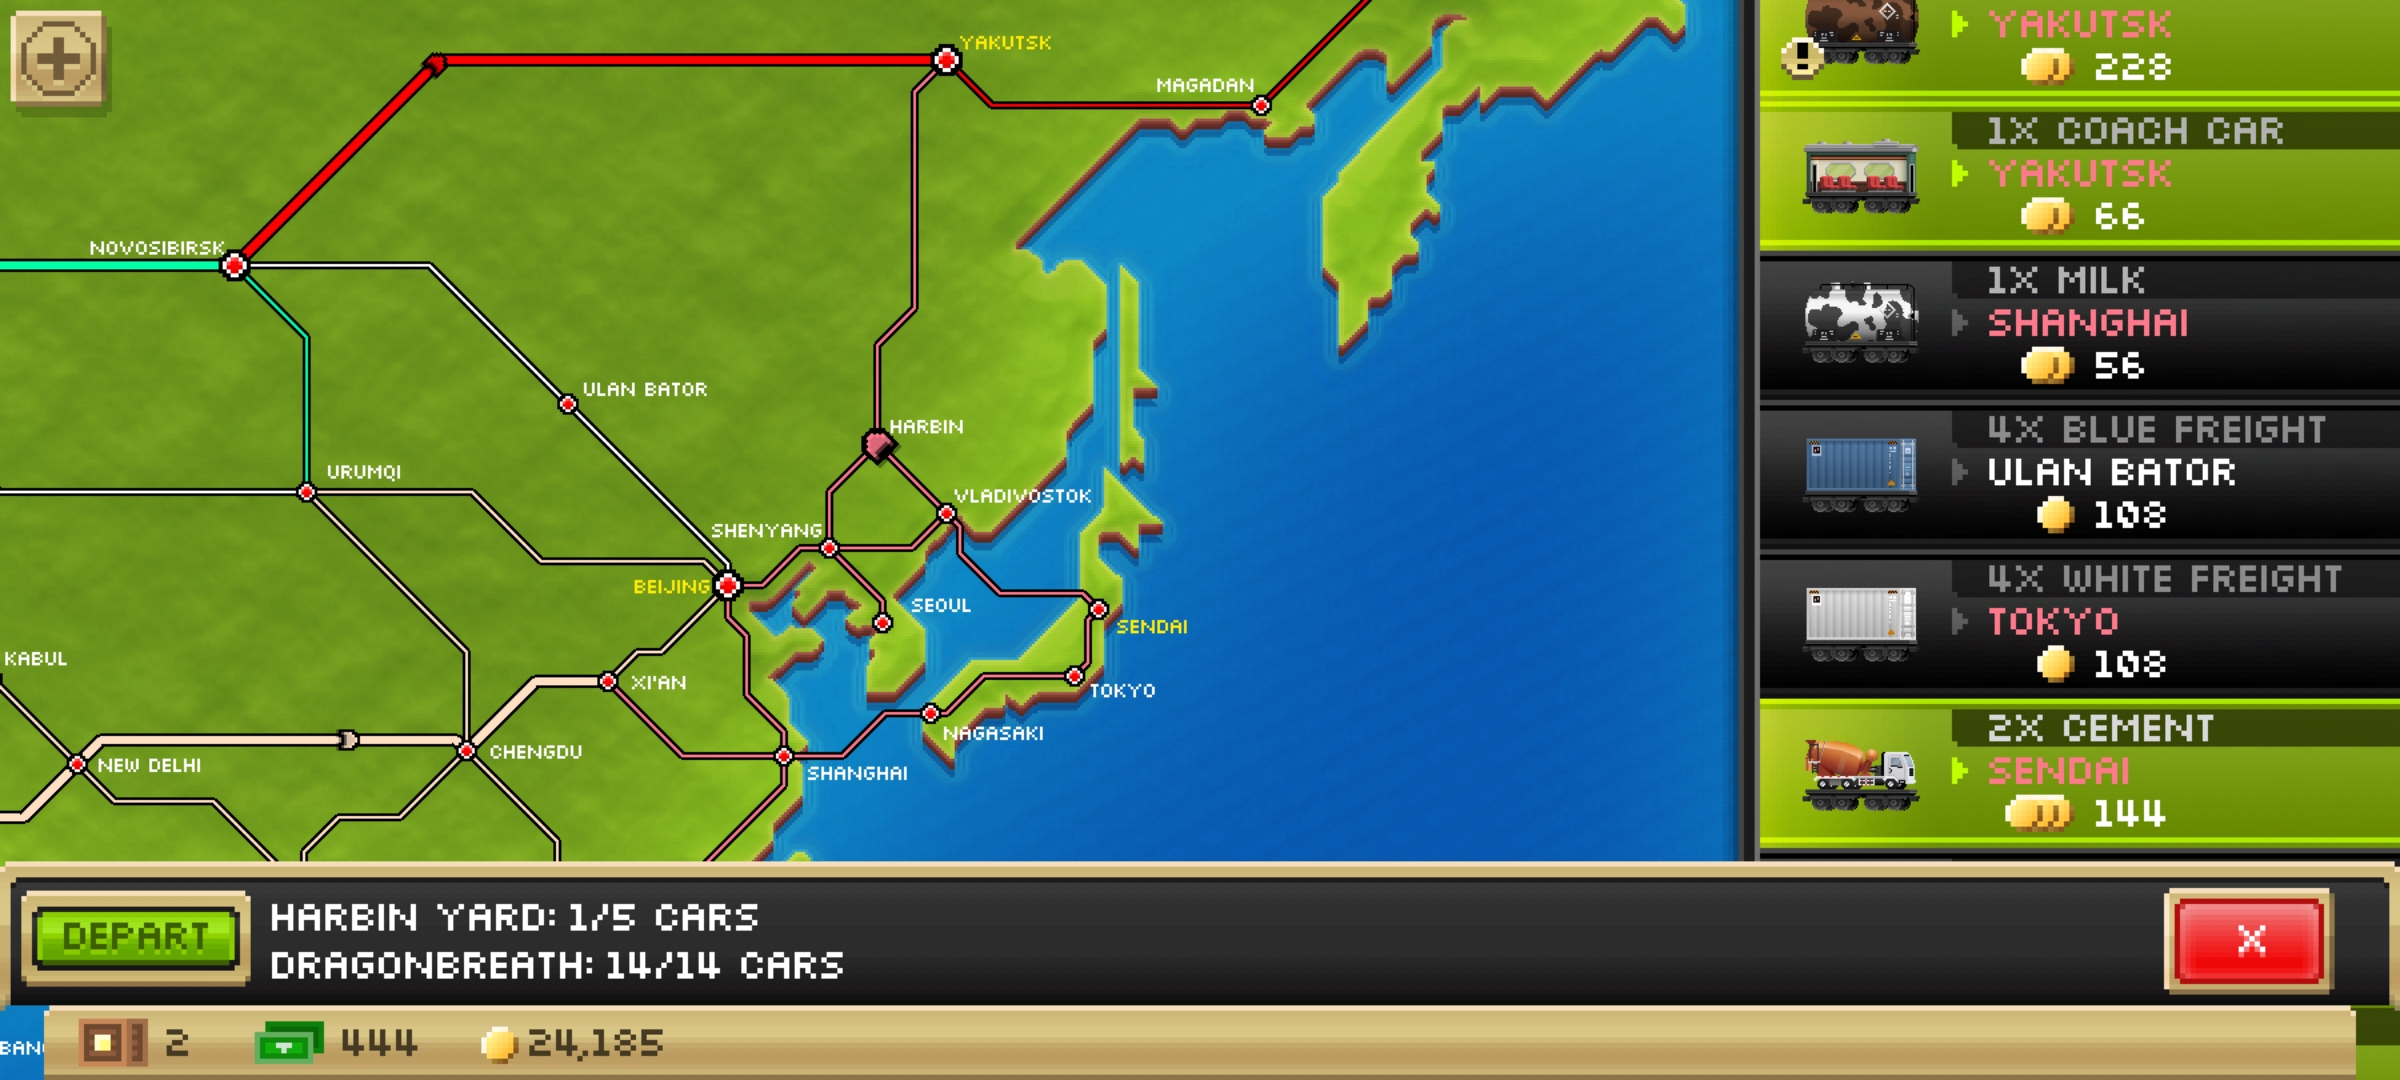 YAKUTSK
MAGADAN
NOVOSIBIRSK
ULAN BATOR
HARBIN
URUMQI
VLADIVOSTOK
SHENYANG
BEIJING
SEOUL
SENDAI
KABUL
XI'AN
TOKYO
NAGASAKI
CHENGDU
NEW DELHI
SHANGHAI
YAKUTSK
228
1X COACH CAR
YAKUTSK
66
1X MILK
SHANGHAI
56
4X BLUE FREIGHT
ULAN BATOR
108
4X WHITE FREIGHT
TOKYO
108
2X CEMENT
SENDAI
144
DEPART
HARBIN YARD: 1/5 CARS
DRAGONBREATH: 14/14 CARS
X
2
444
24,185